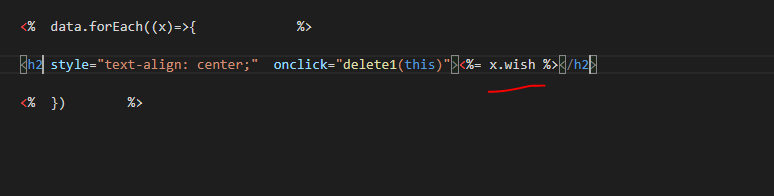 <% data.forEach((x)=>{ %>
<h2 style="text-align: center;" onclick="delete1(this)"><%= x.wish %></h2>
<% }) %>